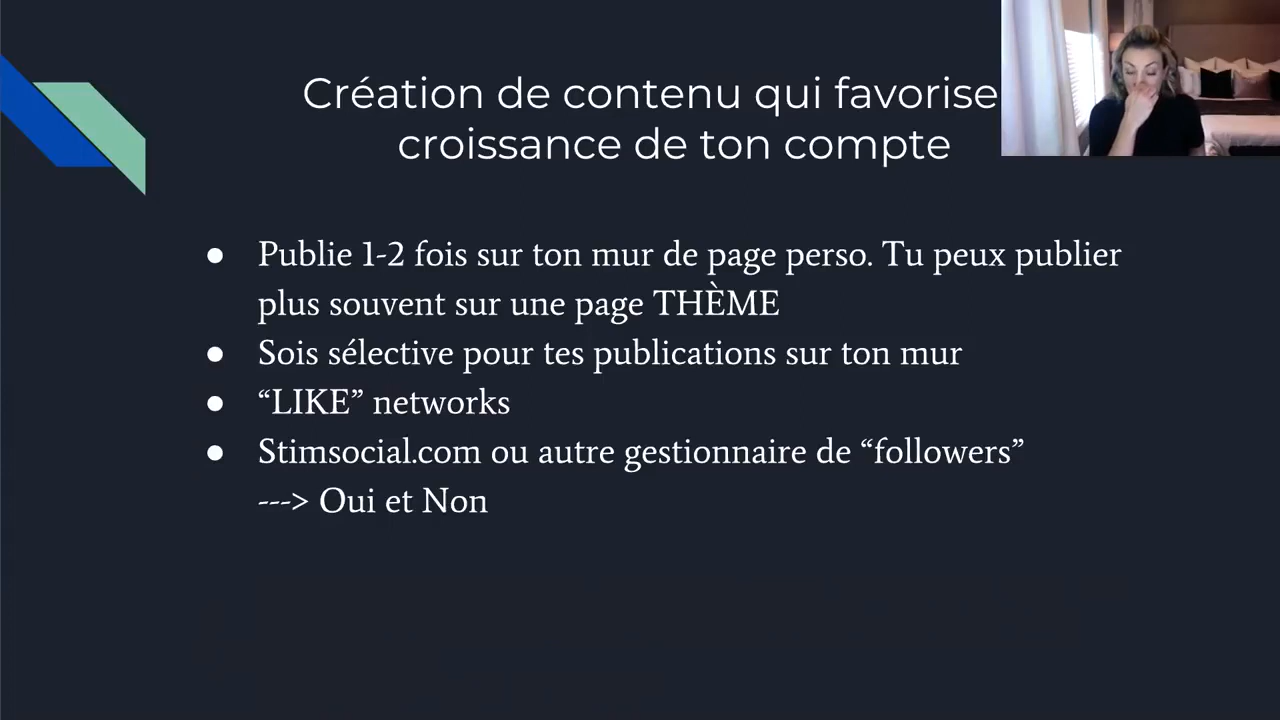 Création de contenu qui favorise
croissance de ton compte
● Publie 1-2 fois sur ton mur de page perso. Tu peux publier
plus souvent sur une page THÈME
● Sois sélective pour tes publications sur ton mur
● “LIKE” networks
● Stimsocial.com ou autre gestionnaire de “followers”
---> Oui et Non